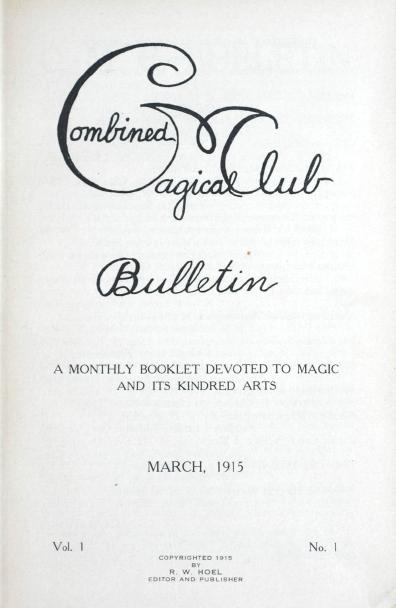 Combined
Magical Club
Bulletin
A MONTHLY BOOKLET DEVOTED TO MAGIC
AND ITS KINDRED ARTS
MARCH, 1915
Vol. 1 No. 1
COPYRIGHTED 1915
BY
R. W. HOEL
EDITOR AND PUBLISHER